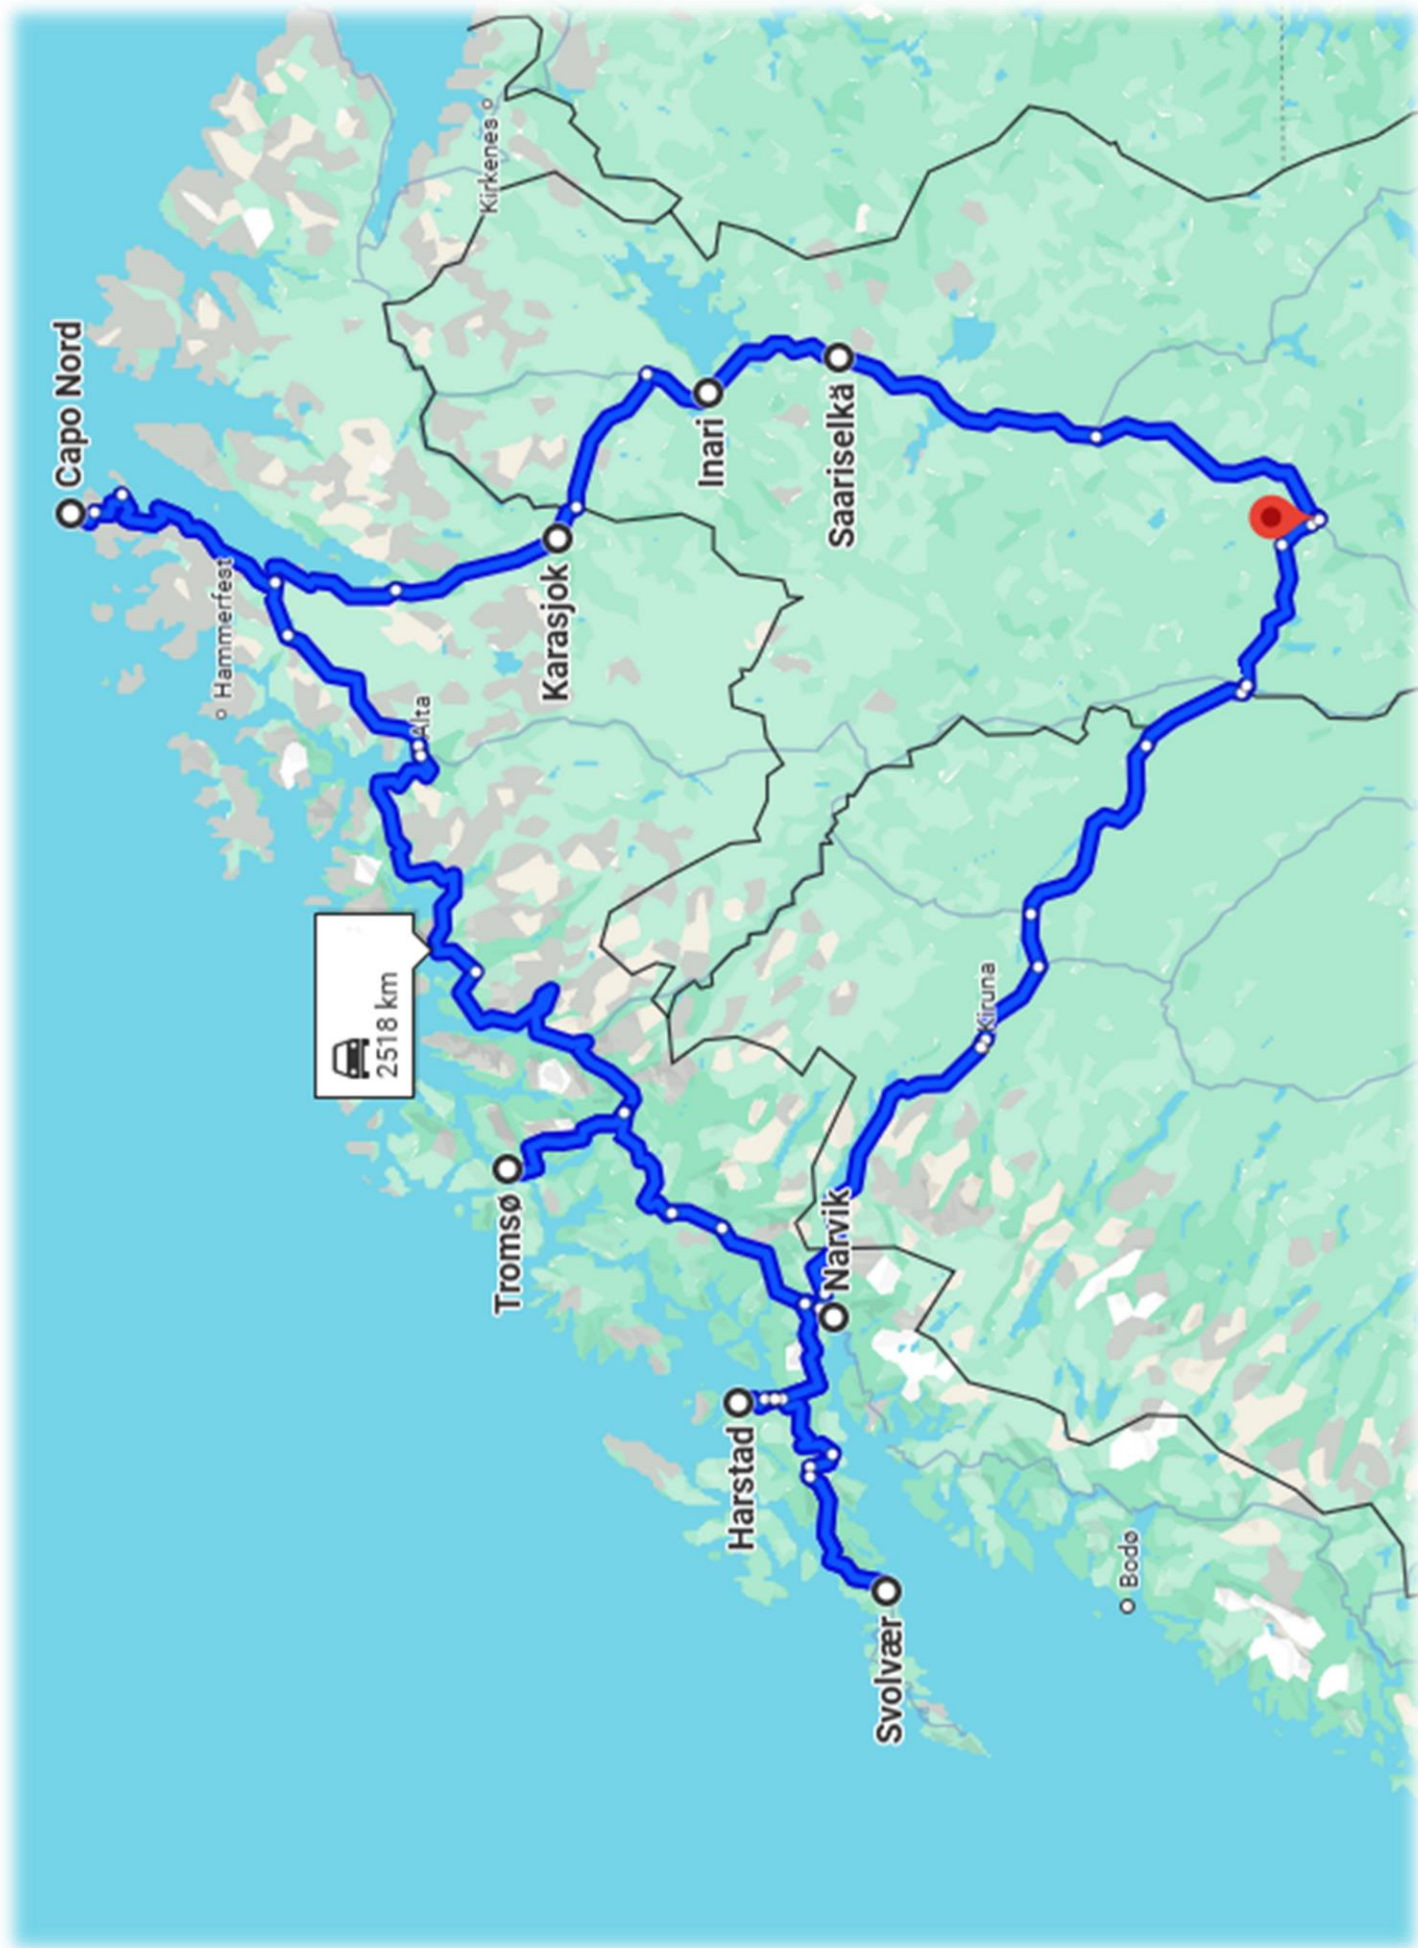 Capo Nord
Kirkenes
Hammerfest
Alta
Karasjok
Inari
Saariselkä
2518 km
Tromsø
Kiruna
Narvik
Harstad
Svolvær
Bodø